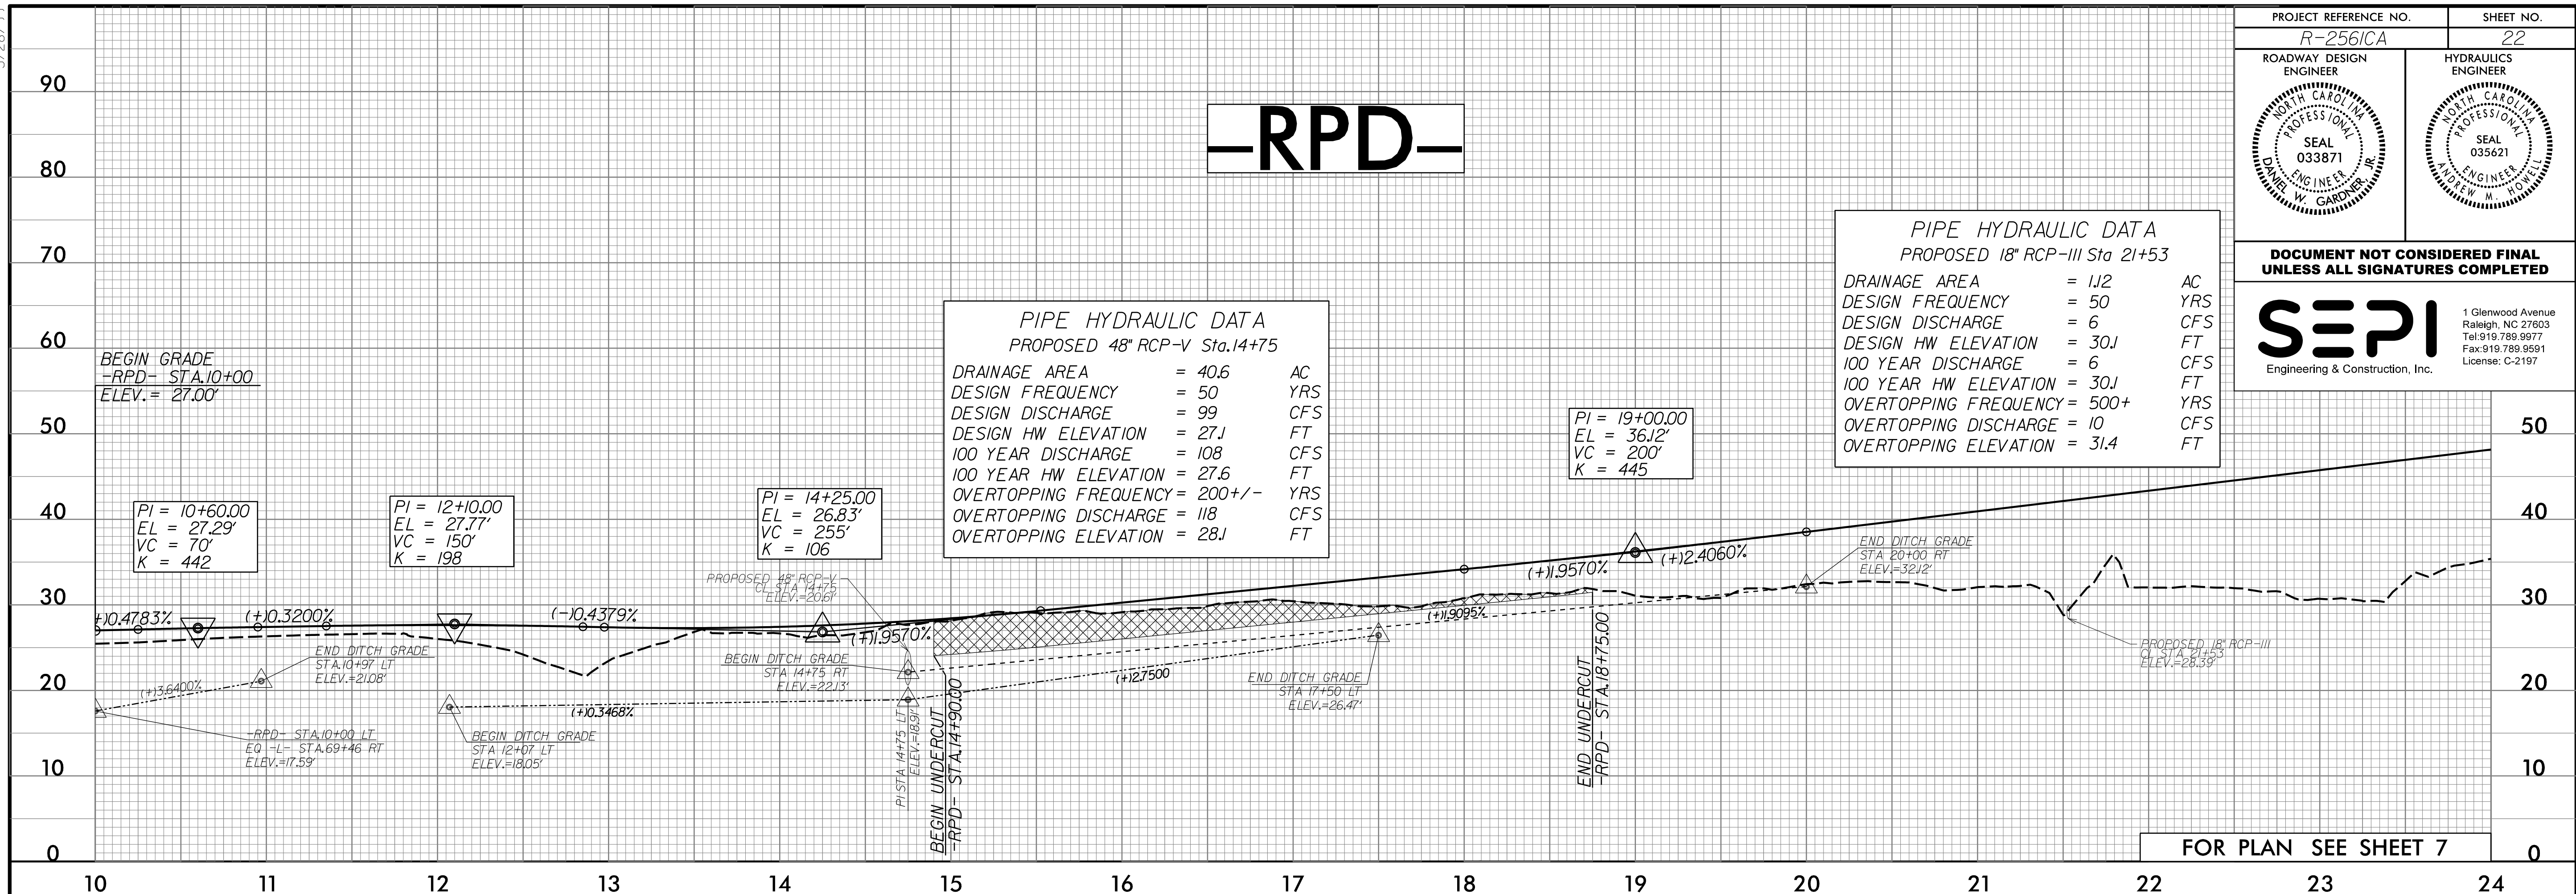 PROJECT REFERENCE NO.
SHEET NO.
R-2561CA
22
ROADWAY DESIGN
ENGINEER
HYDRAULICS
ENGINEER
NORTH CAROLINA
PROFESSIONAL
SEAL
033871
ENGINEER
DANIEL W. GARDNER, JR.
NORTH CAROLINA
PROFESSIONAL
SEAL
035621
ENGINEER
ANDREW M. HOWELL
DOCUMENT NOT CONSIDERED FINAL
UNLESS ALL SIGNATURES COMPLETED
SEPI
Engineering & Construction, Inc.
1 Glenwood Avenue
Raleigh, NC 27603
Tel:919.789.9977
Fax:919.789.9591
License: C-2197
-RPD-
PIPE HYDRAULIC DATA
PROPOSED 18" RCP-III Sta 21+53
DRAINAGE AREA = 1.12 AC
DESIGN FREQUENCY = 50 YRS
DESIGN DISCHARGE = 6 CFS
DESIGN HW ELEVATION = 30.1 FT
100 YEAR DISCHARGE = 6 CFS
100 YEAR HW ELEVATION = 30.1 FT
OVERTOPPING FREQUENCY = 500+ YRS
OVERTOPPING DISCHARGE = 10 CFS
OVERTOPPING ELEVATION = 31.4 FT
PIPE HYDRAULIC DATA
PROPOSED 48" RCP-V Sta.14+75
DRAINAGE AREA = 40.6 AC
DESIGN FREQUENCY = 50 YRS
DESIGN DISCHARGE = 99 CFS
DESIGN HW ELEVATION = 27.1 FT
100 YEAR DISCHARGE = 108 CFS
100 YEAR HW ELEVATION = 27.6 FT
OVERTOPPING FREQUENCY = 200+/- YRS
OVERTOPPING DISCHARGE = 118 CFS
OVERTOPPING ELEVATION = 28.1 FT
BEGIN GRADE
-RPD- STA.10+00
ELEV.= 27.00'
PI = 10+60.00
EL = 27.29'
VC = 70'
K = 442
PI = 12+10.00
EL = 27.77'
VC = 150'
K = 198
PI = 14+25.00
EL = 26.83'
VC = 255'
K = 106
PI = 19+00.00
EL = 36.12'
VC = 200'
K = 445
(+)0.4783%
(+)0.3200%
(-)0.4379%
(+)1.9570%
(+)1.9570%
(+)2.4060%
PROPOSED 48" RCP-V
CL STA 14+75
ELEV.=20.61'
END DITCH GRADE
STA.10+97 LT
ELEV.=21.08'
(+)3.6400%
-RPD- STA.10+00 LT
EQ -L- STA.69+46 RT
ELEV.=17.59'
BEGIN DITCH GRADE
STA 12+07 LT
ELEV.=18.05'
(+)0.3468%
BEGIN DITCH GRADE
STA 14+75 RT
ELEV.=22.13'
PI STA 14+75 LT
ELEV.=18.91'
BEGIN UNDERCUT
-RPD- STA.14+90.00
(+)2.7500
(+)1.9095%
END DITCH GRADE
STA 17+50 LT
ELEV.=26.47'
END UNDERCUT
-RPD- STA.18+75.00
END DITCH GRADE
STA 20+00 RT
ELEV.=32.12'
PROPOSED 18" RCP-III
CL STA 21+53
ELEV.=28.39'
90
80
70
60
50
40
30
20
10
0
50
40
30
20
10
0
FOR PLAN SEE SHEET 7
10 11 12 13 14 15 16 17 18 19 20 21 22 23 24